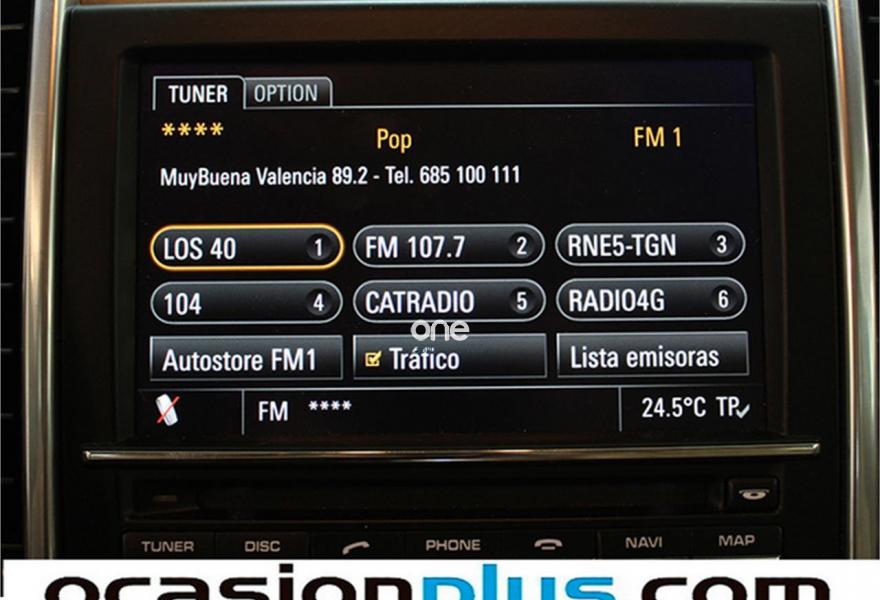 TUNER OPTION
**** Pop FM 1
MuyBuena Valencia 89.2 - Tel. 685 100 111
LOS 40 1 FM 107.7 2 RNE5-TGN 3
104 4 CATRADIO 5 RADIO4G 6
one
Autostore FM1 Tráfico Lista emisoras
FM **** 24.5°C TP
TUNER DISC PHONE NAVI MAP
ocasionplus.com